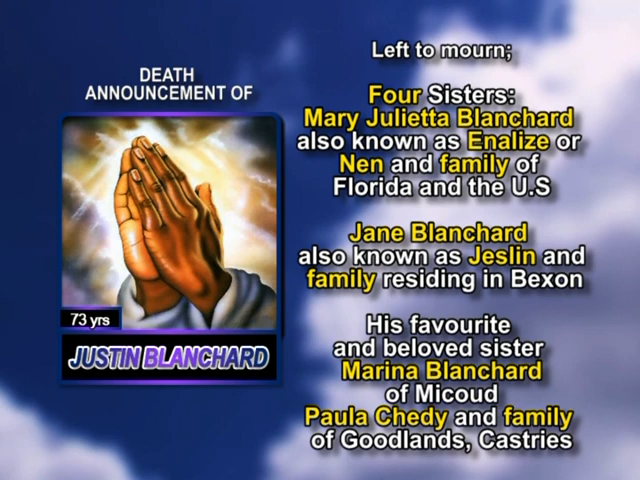 DEATH
ANNOUNCEMENT OF
73 yrs
JUSTIN BLANCHARD
Left to mourn;
Four Sisters:
Mary Julietta Blanchard
also known as Enalize or
Nen and family of
Florida and the U.S
Jane Blanchard
also known as Jeslin and
family residing in Bexon
His favourite
and beloved sister
Marina Blanchard
of Micoud
Paula Chedy and family
of Goodlands, Castries